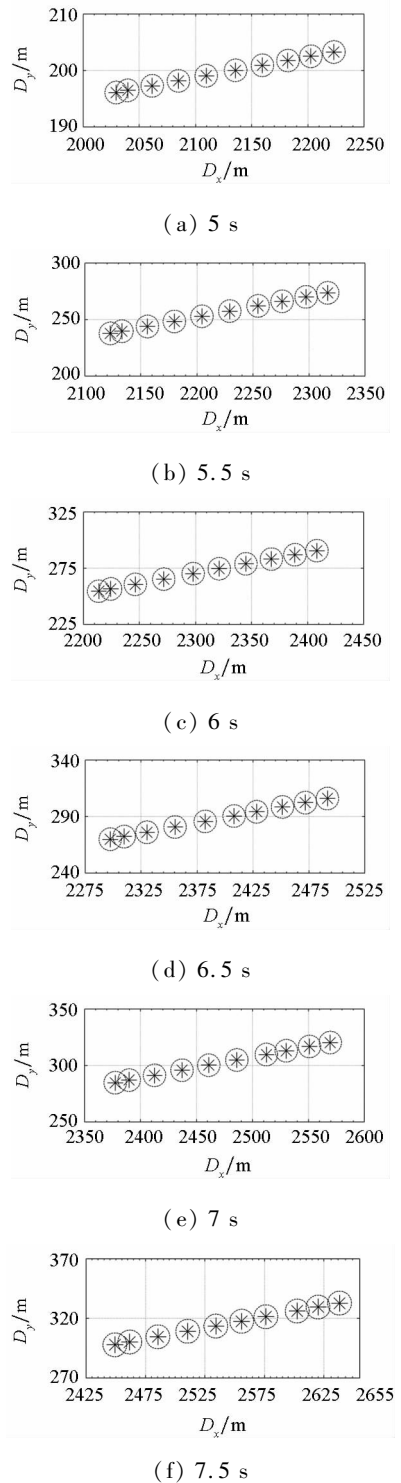 210
200
190
D_y/m
2000 2050 2100 2150 2200 2250
D_x/m
(a) 5 s
300
250
200
D_y/m
2100 2150 2200 2250 2300 2350
D_x/m
(b) 5.5 s
325
275
225
D_y/m
2200 2250 2300 2350 2400 2450
D_x/m
(c) 6 s
340
290
240
D_y/m
2275 2325 2375 2425 2475 2525
D_x/m
(d) 6.5 s
350
300
250
D_y/m
2350 2400 2450 2500 2550 2600
D_x/m
(e) 7 s
370
320
270
D_y/m
2425 2475 2525 2575 2625 2655
D_x/m
(f) 7.5 s